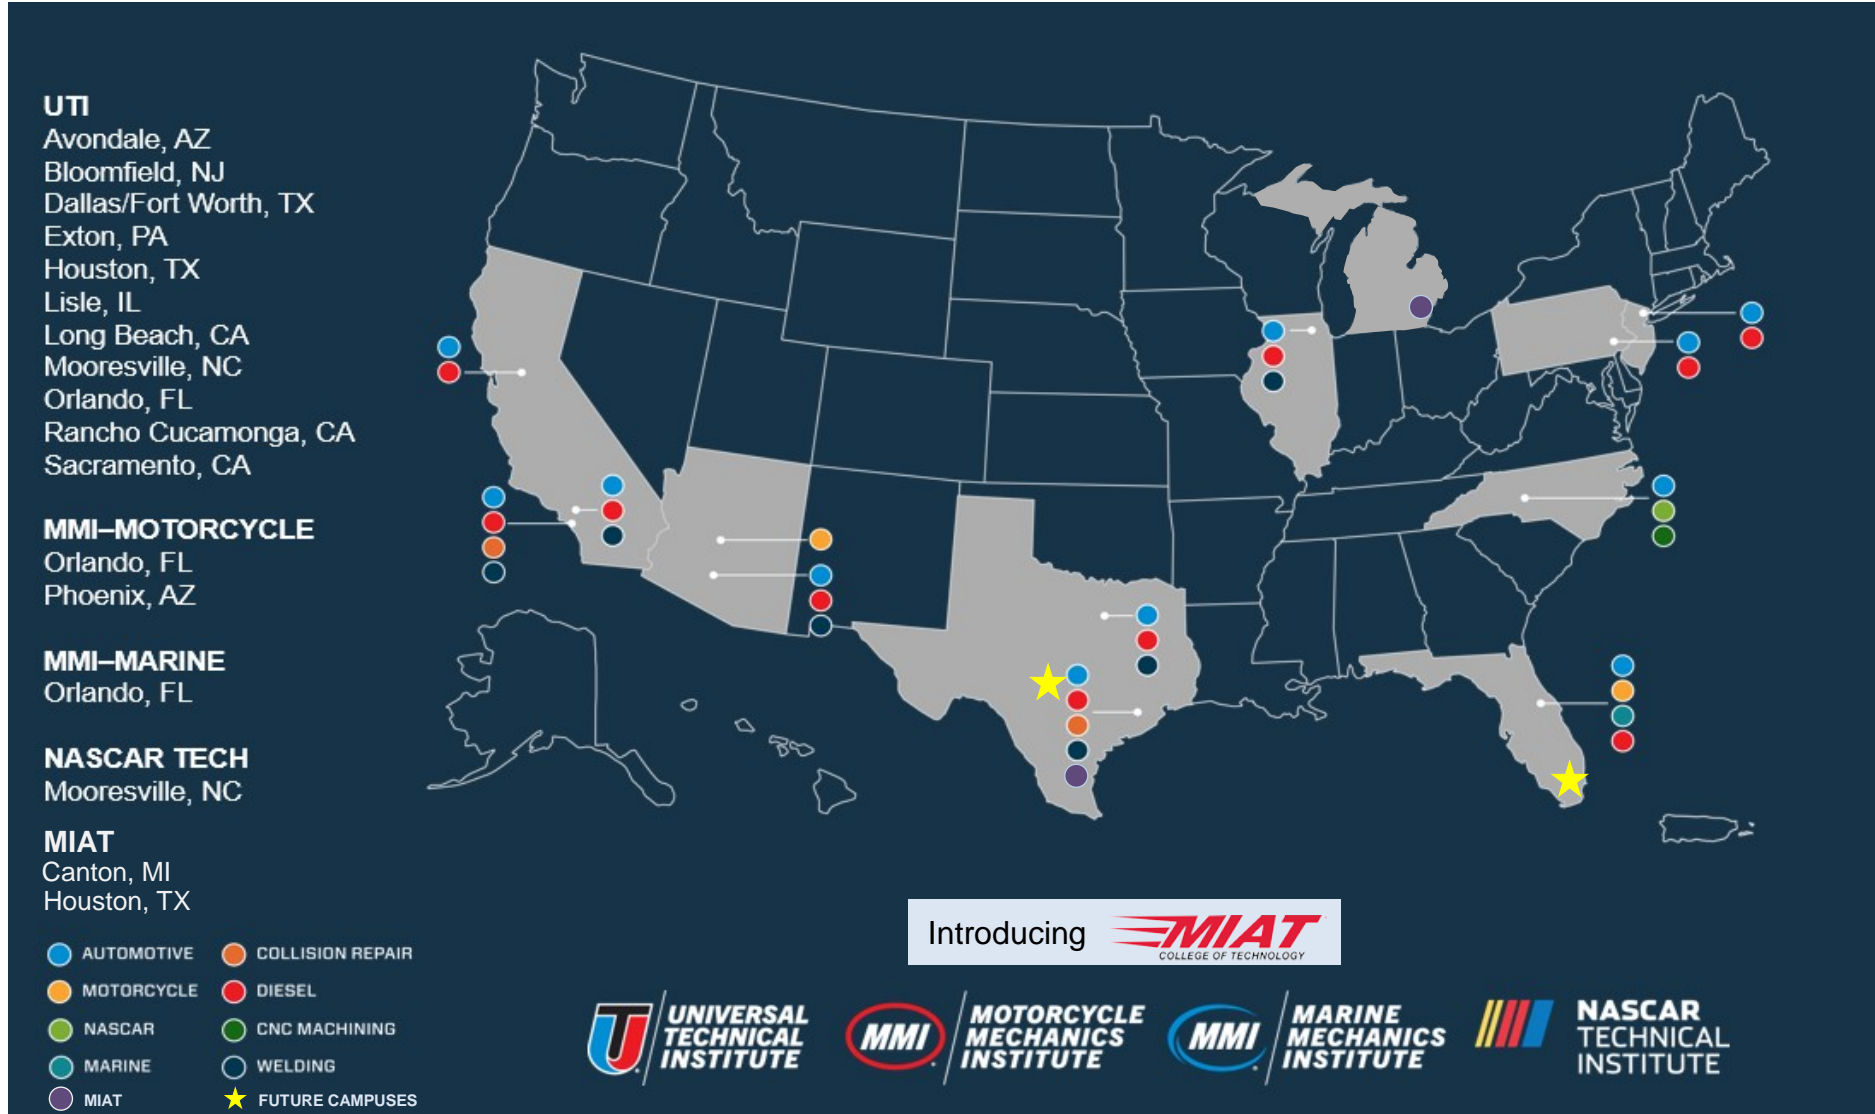 UTI
Avondale, AZ
Bloomfield, NJ
Dallas/Fort Worth, TX
Exton, PA
Houston, TX
Lisle, IL
Long Beach, CA
Mooresville, NC
Orlando, FL
Rancho Cucamonga, CA
Sacramento, CA
MMI–MOTORCYCLE
Orlando, FL
Phoenix, AZ
MMI–MARINE
Orlando, FL
NASCAR TECH
Mooresville, NC
MIAT
Canton, MI
Houston, TX
AUTOMOTIVE
COLLISION REPAIR
MOTORCYCLE
DIESEL
NASCAR
CNC MACHINING
MARINE
WELDING
MIAT
FUTURE CAMPUSES
Introducing
MIAT
COLLEGE OF TECHNOLOGY
UNIVERSAL
TECHNICAL
INSTITUTE
MMI
MOTORCYCLE
MECHANICS
INSTITUTE
MMI
MARINE
MECHANICS
INSTITUTE
NASCAR
TECHNICAL
INSTITUTE